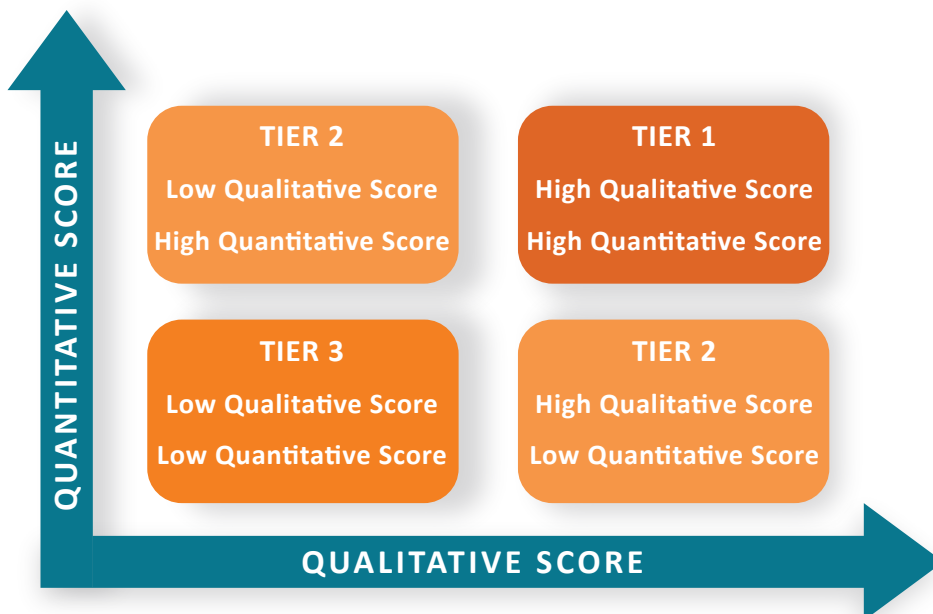 QUANTITATIVE SCORE
TIER 2
Low Qualitative Score
High Quantitative Score
TIER 1
High Qualitative Score
High Quantitative Score
TIER 3
Low Qualitative Score
Low Quantitative Score
TIER 2
High Qualitative Score
Low Quantitative Score
QUALITATIVE SCORE